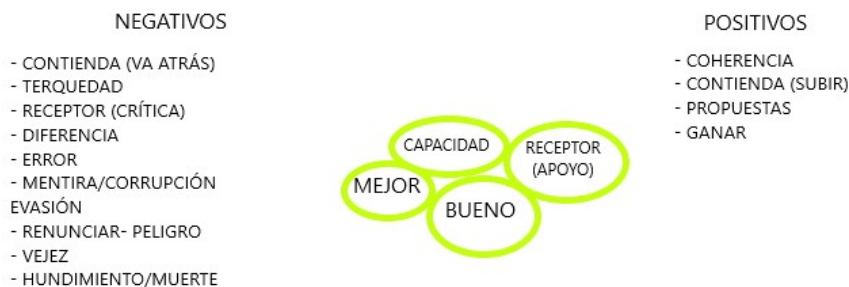 NEGATIVOS
- CONTIENDA (VA ATRÁS)
- TERQUEDAD
- RECEPTOR (CRÍTICA)
- DIFERENCIA
- ERROR
- MENTIRA/CORRUPCIÓN
EVASIÓN
- RENUNCIAR- PELIGRO
- VEJEZ
- HUNDIMIENTO/MUERTE
CAPACIDAD
RECEPTOR
(APOYO)
MEJOR
BUENO
POSITIVOS
- COHERENCIA
- CONTIENDA (SUBIR)
- PROPUESTAS
- GANAR